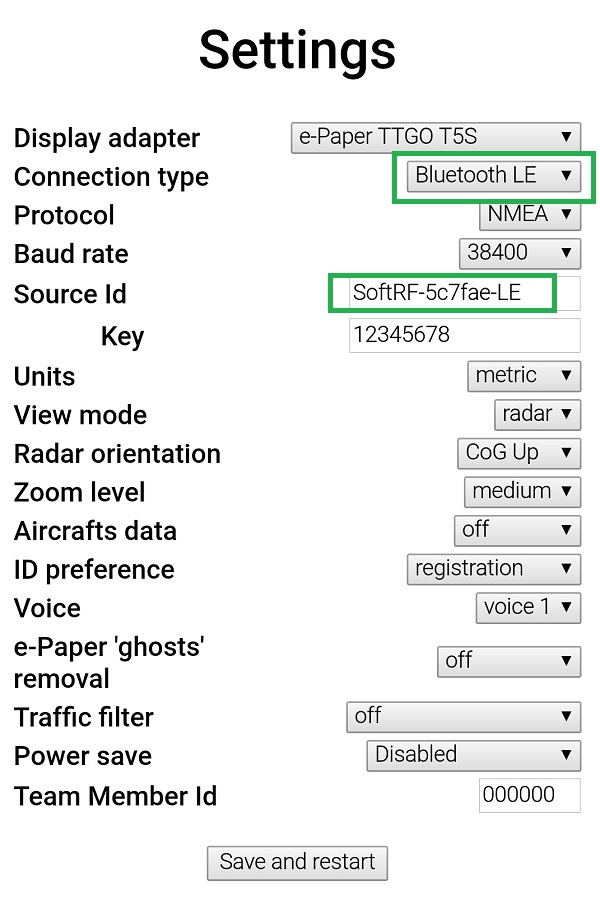 Settings
Display adapter e-Paper TTGO T5S
Connection type Bluetooth LE
Protocol NMEA
Baud rate 38400
Source Id SoftRF-5c7fae-LE
Key 12345678
Units metric
View mode radar
Radar orientation CoG Up
Zoom level medium
Aircrafts data off
ID preference registration
Voice voice 1
e-Paper 'ghosts'
removal off
Traffic filter off
Power save Disabled
Team Member Id 000000
Save and restart